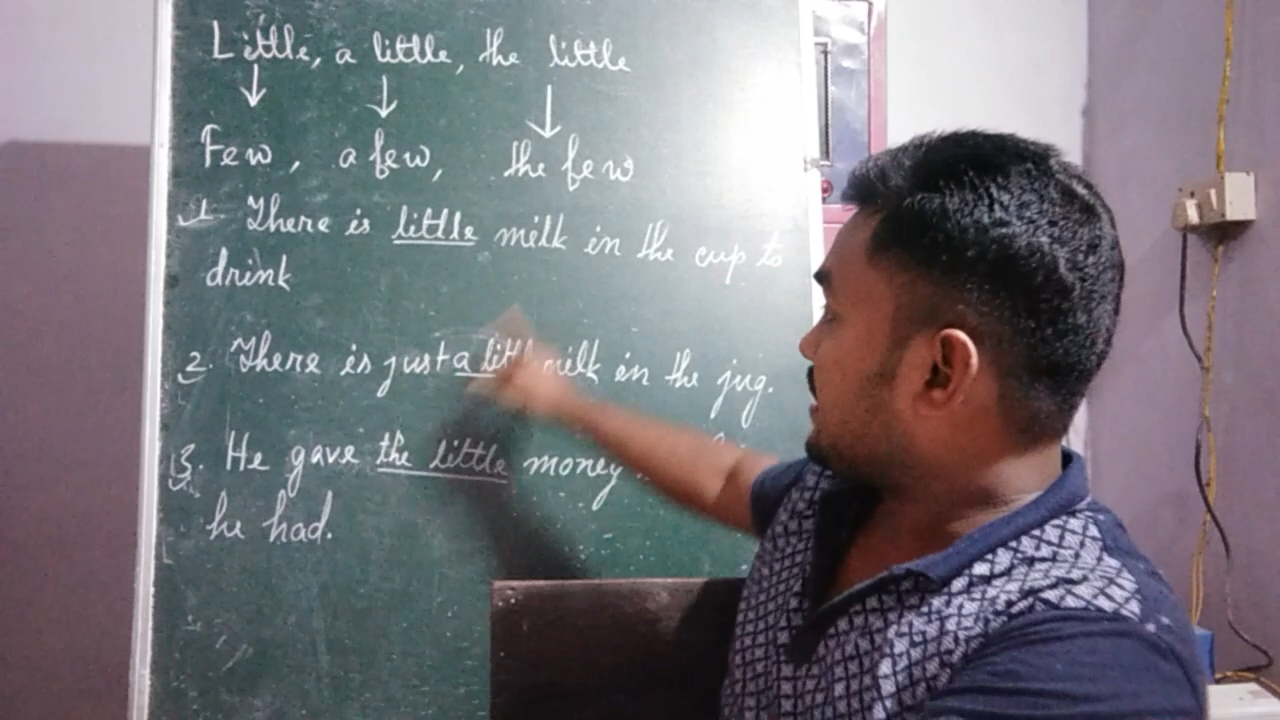 Little, a little, the little
Few, a few, the few
1 There is little milk in the cup to
drink
2. There is just a little milk in the jug.
3. He gave the little money
he had.